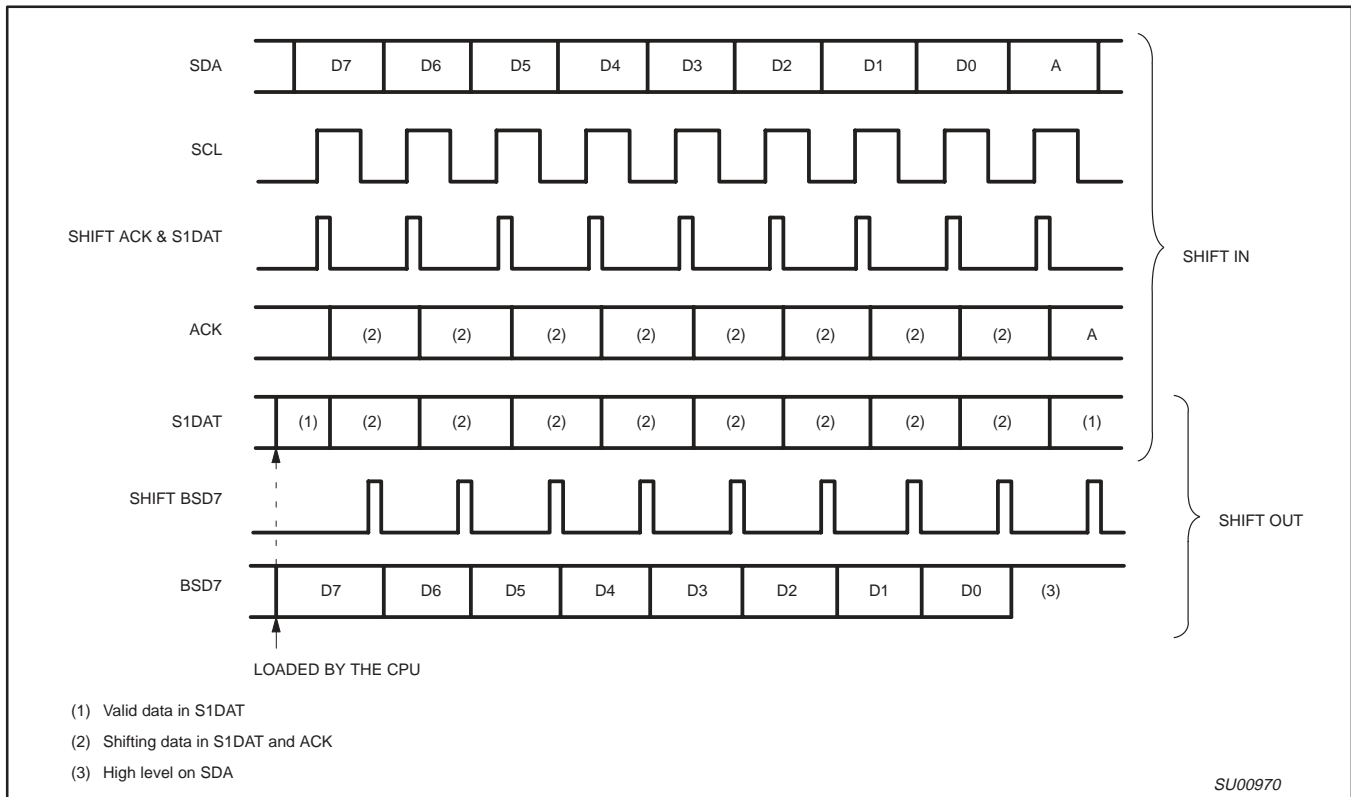 SDA D7 D6 D5 D4 D3 D2 D1 D0 A
SCL
SHIFT ACK & S1DAT
SHIFT IN
ACK (2) (2) (2) (2) (2) (2) (2) (2) A
S1DAT (1) (2) (2) (2) (2) (2) (2) (2) (2) (1)
SHIFT BSD7
SHIFT OUT
BSD7 D7 D6 D5 D4 D3 D2 D1 D0 (3)
LOADED BY THE CPU
(1) Valid data in S1DAT
(2) Shifting data in S1DAT and ACK
(3) High level on SDA
SU00970